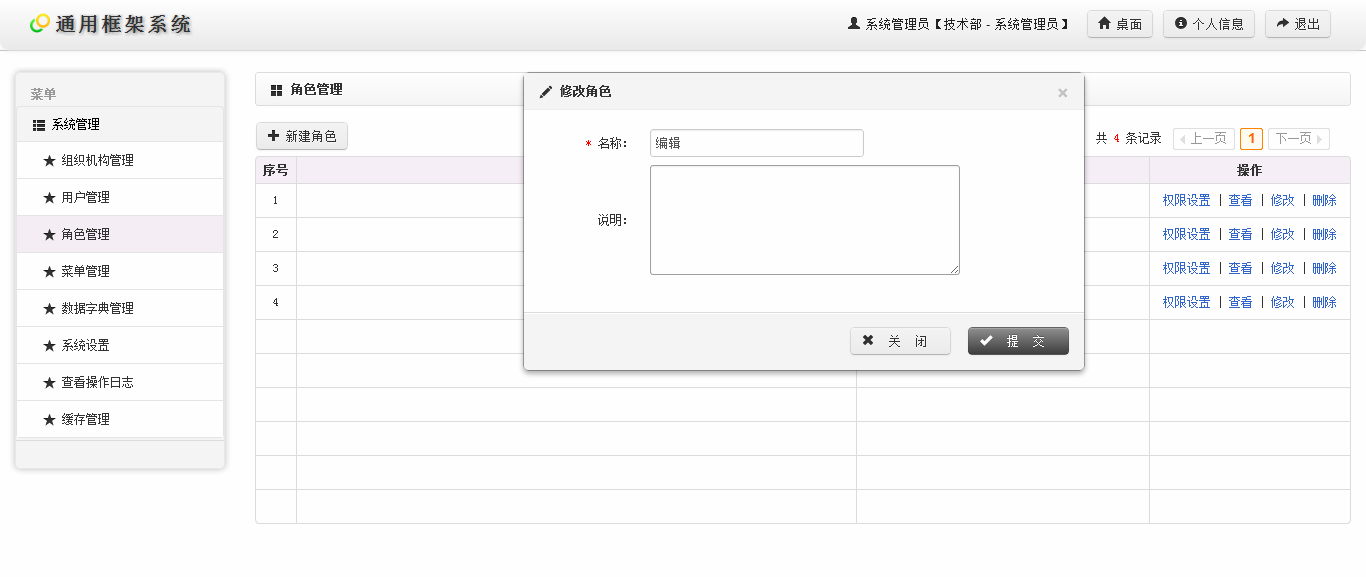 通用框架系统
系统管理员【技术部 - 系统管理员】 桌面 个人信息 退出
菜单
系统管理
组织机构管理
用户管理
角色管理
菜单管理
数据字典管理
系统设置
查看操作日志
缓存管理
角色管理
新建角色
共 4 条记录 上一页 1 下一页
序号 操作
1 权限设置 | 查看 | 修改 | 删除
2 权限设置 | 查看 | 修改 | 删除
3 权限设置 | 查看 | 修改 | 删除
4 权限设置 | 查看 | 修改 | 删除
修改角色 ×
* 名称: 编辑
说明:
关 闭 提 交